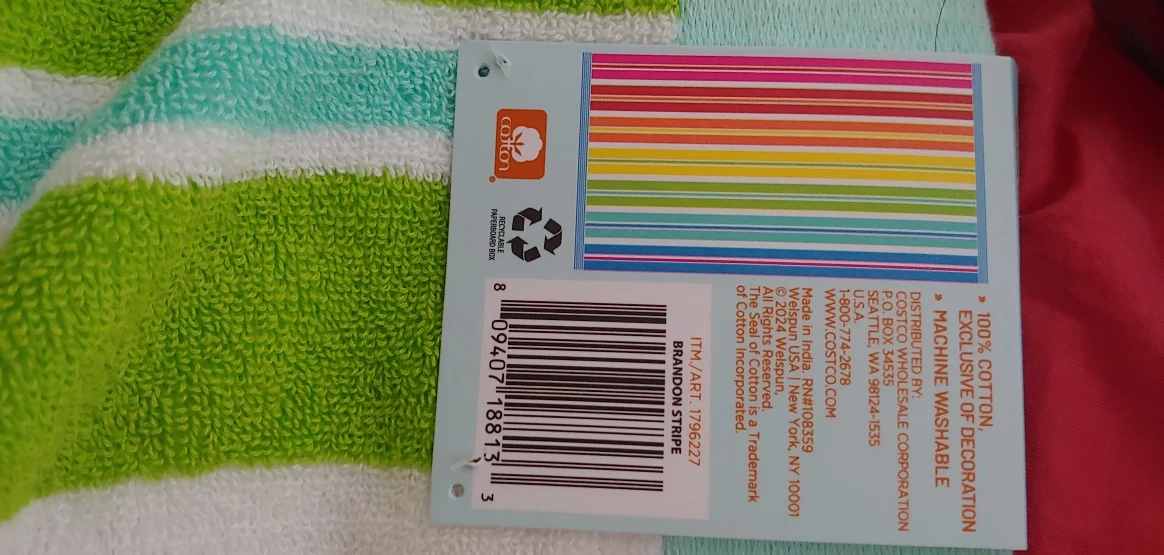 » 100% COTTON,
EXCLUSIVE OF DECORATION
» MACHINE WASHABLE
DISTRIBUTED BY:
COSTCO WHOLESALE CORPORATION
P.O. BOX 34535
SEATTLE, WA 98124-1535
U.S.A.
1-800-774-2678
WWW.COSTCO.COM
Made in India. RN#108359
Welspun USA | New York, NY 10001
© 2024 Welspun,
All Rights Reserved.
The Seal of Cotton is a Trademark
of Cotton Incorporated.
cotton
RECYCLABLE
PAPERBOARD BOX
ITM./ART. 1796227
BRANDON STRIPE
8 09407 18813 3